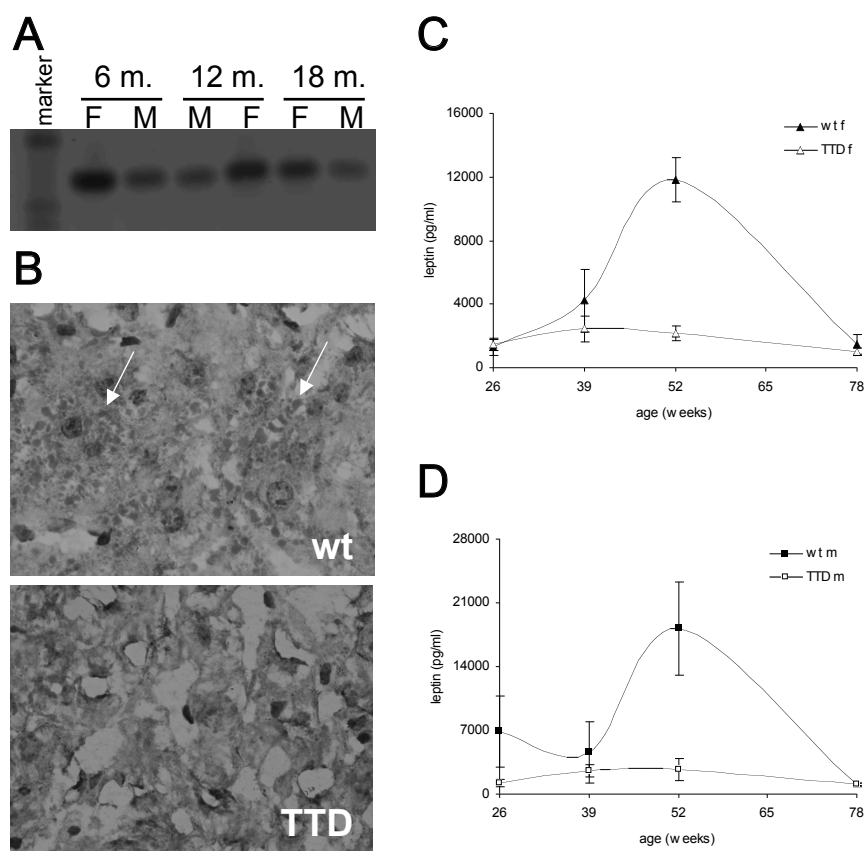 A
marker
6 m. 12 m. 18 m.
F M M F F M
B
wt
TTD
C
16000
12000
8000
4000
0
leptin (pg/ml)
26 39 52 65 78
age (weeks)
wt f
TTD f
D
28000
21000
14000
7000
0
leptin (pg/ml)
26 39 52 65 78
age (weeks)
wt m
TTD m